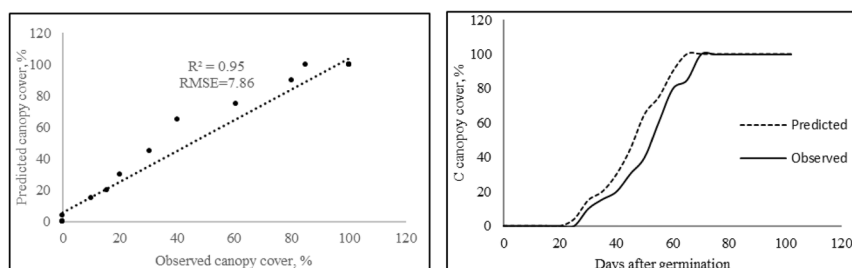 120
100
80
60
40
20
0
Predicted canopy cover, %
R² = 0.95
RMSE=7.86
0 20 40 60 80 100 120
Observed canopy cover, %
120
100
80
60
40
20
0
C canopoy cover, %
Predicted
Observed
0 20 40 60 80 100 120
Days after germination